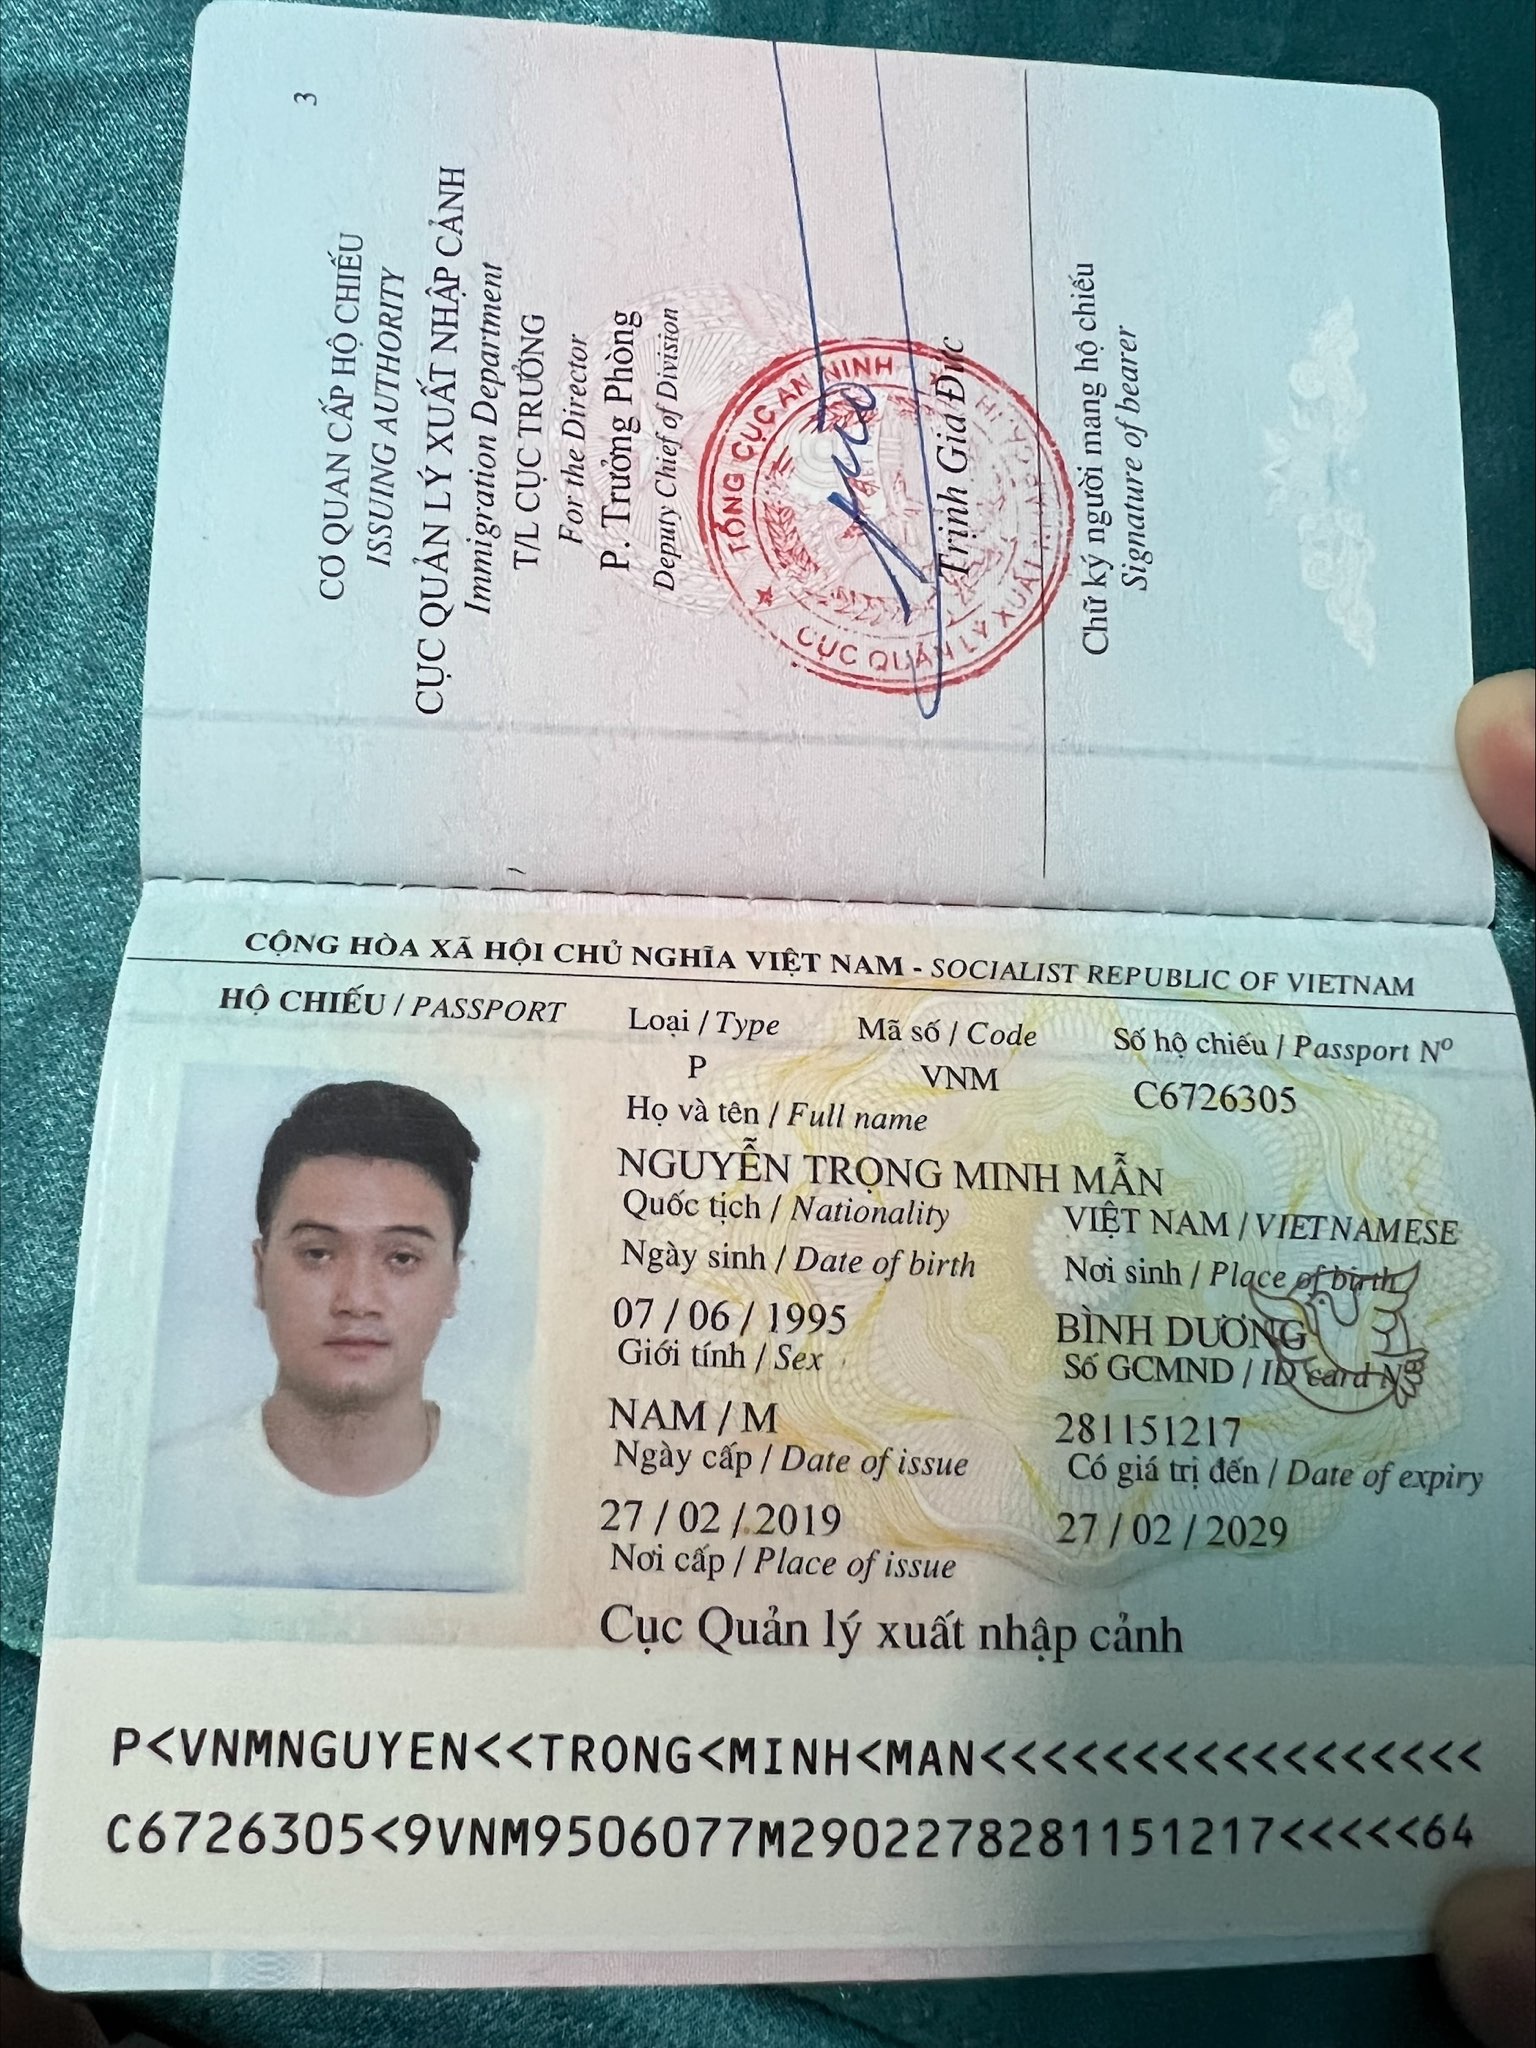 3
CƠ QUAN CẤP HỘ CHIẾU
ISSUING AUTHORITY
CỤC QUẢN LÝ XUẤT NHẬP CẢNH
Immigration Department
T/L CỤC TRƯỞNG
For the Director
P. Trưởng Phòng
Deputy Chief of Division
TỔNG CỤC AN NINH
CỤC QUẢN LÝ XUẤT NHẬP CẢNH
Trịnh Gia Đức
Chữ ký người mang hộ chiếu
Signature of bearer
CỘNG HÒA XÃ HỘI CHỦ NGHĨA VIỆT NAM - SOCIALIST REPUBLIC OF VIETNAM
HỘ CHIẾU / PASSPORT
Loại / Type Mã số / Code Số hộ chiếu / Passport Nº
P VNM C6726305
Họ và tên / Full name
NGUYỄN TRỌNG MINH MẪN
Quốc tịch / Nationality VIỆT NAM / VIETNAMESE
Ngày sinh / Date of birth Nơi sinh / Place of birth
07 / 06 / 1995 BÌNH DƯƠNG
Giới tính / Sex Số GCMND / ID card Nº
NAM / M 281151217
Ngày cấp / Date of issue Có giá trị đến / Date of expiry
27 / 02 / 2019 27 / 02 / 2029
Nơi cấp / Place of issue
Cục Quản lý xuất nhập cảnh
P<VNMNGUYEN<<TRONG<MINH<MAN<<<<<<<<<<<<<<<<<
C6726305<9VNM9506077M2902278281151217<<<<<64